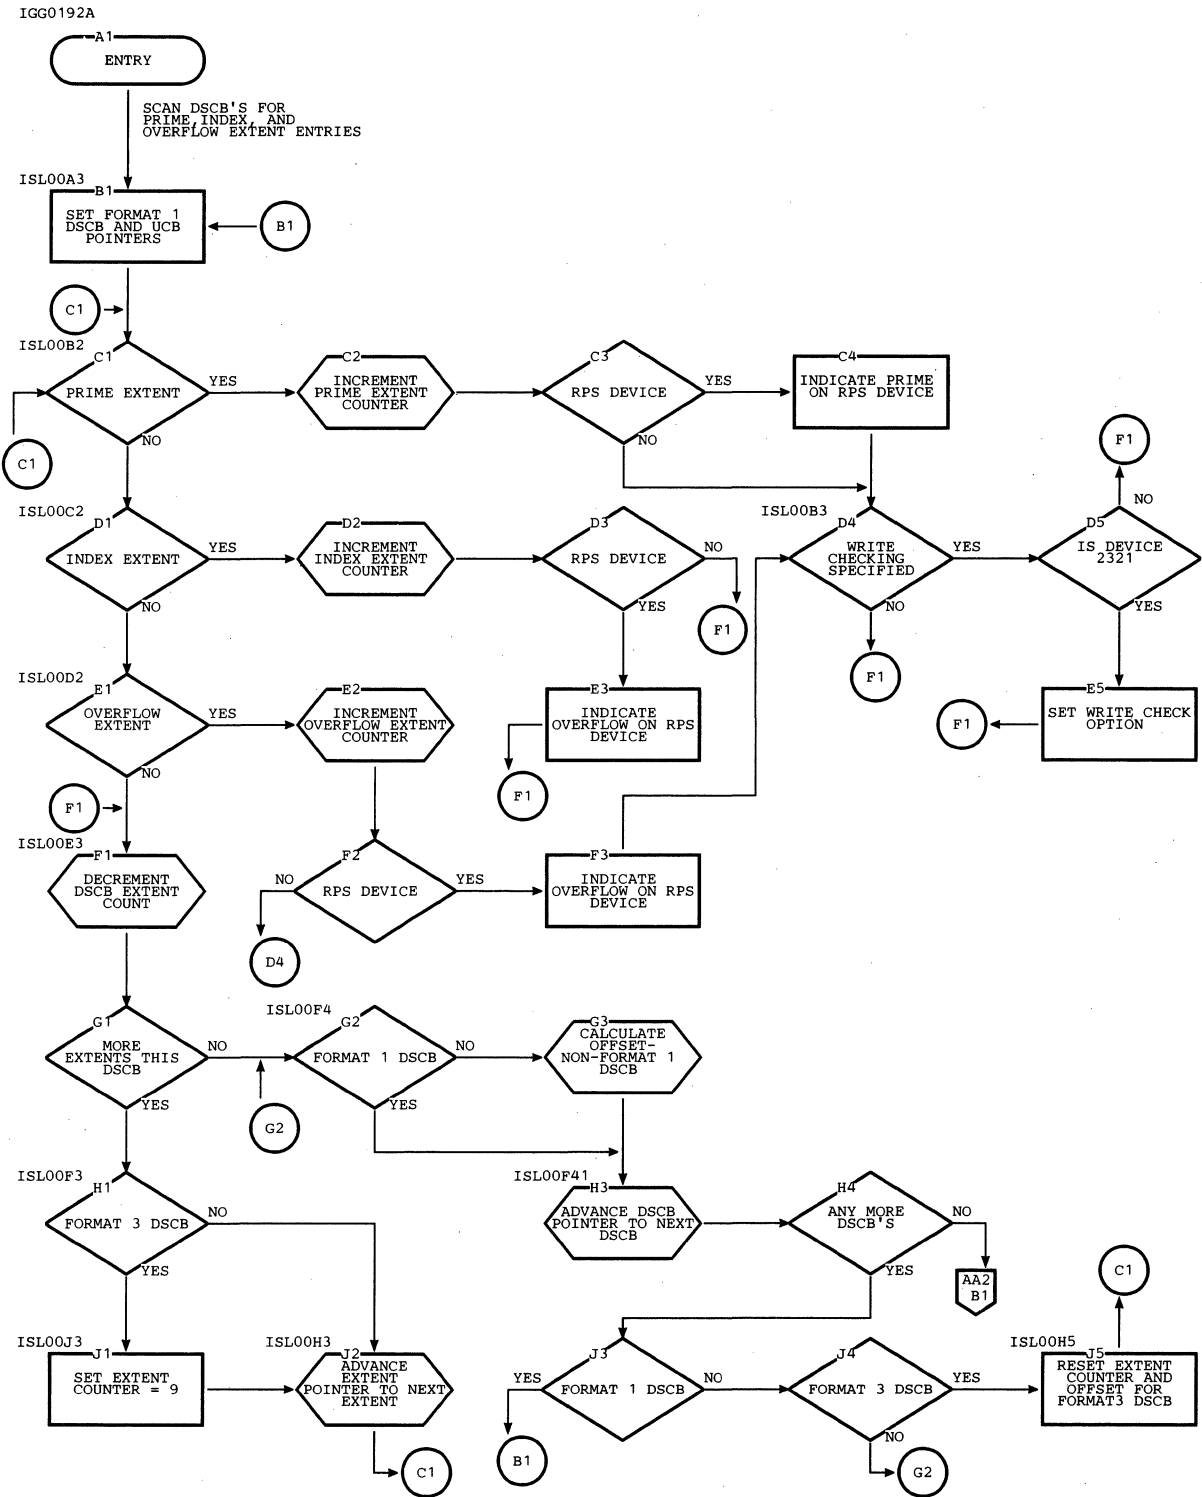 IGG0192A
A1
ENTRY
SCAN DSCB'S FOR
PRIME,INDEX, AND
OVERFLOW EXTENT ENTRIES
ISL00A3
B1
SET FORMAT 1
DSCB AND UCB
POINTERS
B1
C1
ISL00B2
C1
PRIME EXTENT
YES
NO
C1
C2
INCREMENT
PRIME EXTENT
COUNTER
C3
RPS DEVICE
YES
NO
C4
INDICATE PRIME
ON RPS DEVICE
F1
ISL00C2
D1
INDEX EXTENT
YES
NO
D2
INCREMENT
INDEX EXTENT
COUNTER
D3
RPS DEVICE
NO
YES
F1
ISL00B3
D4
WRITE
CHECKING
SPECIFIED
YES
NO
F1
D5
IS DEVICE
2321
NO
YES
ISL00D2
E1
OVERFLOW
EXTENT
YES
NO
E2
INCREMENT
OVERFLOW EXTENT
COUNTER
E3
INDICATE
OVERFLOW ON RPS
DEVICE
F1
E5
SET WRITE CHECK
OPTION
F1
F1
ISL00E3
F1
DECREMENT
DSCB EXTENT
COUNT
F2
RPS DEVICE
NO
YES
D4
F3
INDICATE
OVERFLOW ON RPS
DEVICE
G1
MORE
EXTENTS THIS
DSCB
NO
YES
ISL00F4
G2
FORMAT 1 DSCB
NO
YES
G2
G3
CALCULATE
OFFSET-
NON-FORMAT 1
DSCB
ISL00F3
H1
FORMAT 3 DSCB
NO
YES
ISL00F41
H3
ADVANCE DSCB
POINTER TO NEXT
DSCB
H4
ANY MORE
DSCB'S
NO
YES
AA2
B1
C1
ISL00J3
J1
SET EXTENT
COUNTER = 9
ISL00H3
J2
ADVANCE
EXTENT
POINTER TO NEXT
EXTENT
C1
J3
FORMAT 1 DSCB
YES
NO
B1
J4
FORMAT 3 DSCB
YES
NO
G2
ISL00H5
J5
RESET EXTENT
COUNTER AND
OFFSET FOR
FORMAT3 DSCB